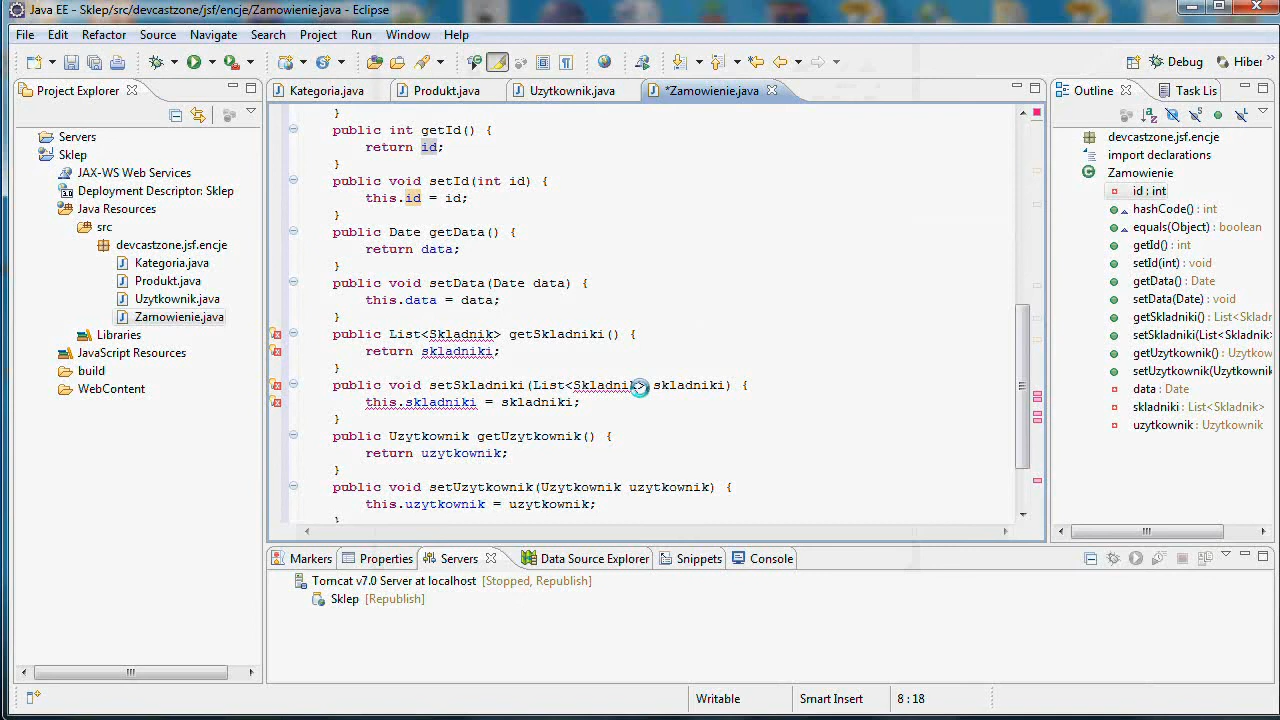 Java EE - Sklep/src/devcastzone/jsf/encje/Zamowienie.java - Eclipse
File Edit Refactor Source Navigate Search Project Run Window Help
Debug Hiber
Project Explorer
Servers
Sklep
JAX-WS Web Services
Deployment Descriptor: Sklep
Java Resources
src
devcastzone.jsf.encje
Kategoria.java
Produkt.java
Uzytkownik.java
Zamowienie.java
Libraries
JavaScript Resources
build
WebContent
Kategoria.java Produkt.java Uzytkownik.java *Zamowienie.java
}
public int getId() {
return id;
}
public void setId(int id) {
this.id = id;
}
public Date getData() {
return data;
}
public void setData(Date data) {
this.data = data;
}
public List<Skladnik> getSkladniki() {
return skladniki;
}
public void setSkladniki(List<Skladnik> skladniki) {
this.skladniki = skladniki;
}
public Uzytkownik getUzytkownik() {
return uzytkownik;
}
public void setUzytkownik(Uzytkownik uzytkownik) {
this.uzytkownik = uzytkownik;
}
Outline Task Lis
devcastzone.jsf.encje
import declarations
Zamowienie
id : int
hashCode() : int
equals(Object) : boolean
getId() : int
setId(int) : void
getData() : Date
setData(Date) : void
getSkladniki() : List<Skład
setSkladniki(List<Skladnik
getUzytkownik() : Uzytkow
setUzytkownik(Uzytkowni
data : Date
skladniki : List<Skladnik>
uzytkownik : Uzytkownik
Markers Properties Servers Data Source Explorer Snippets Console
Tomcat v7.0 Server at localhost [Stopped, Republish]
Sklep [Republish]
Writable Smart Insert 8 : 18